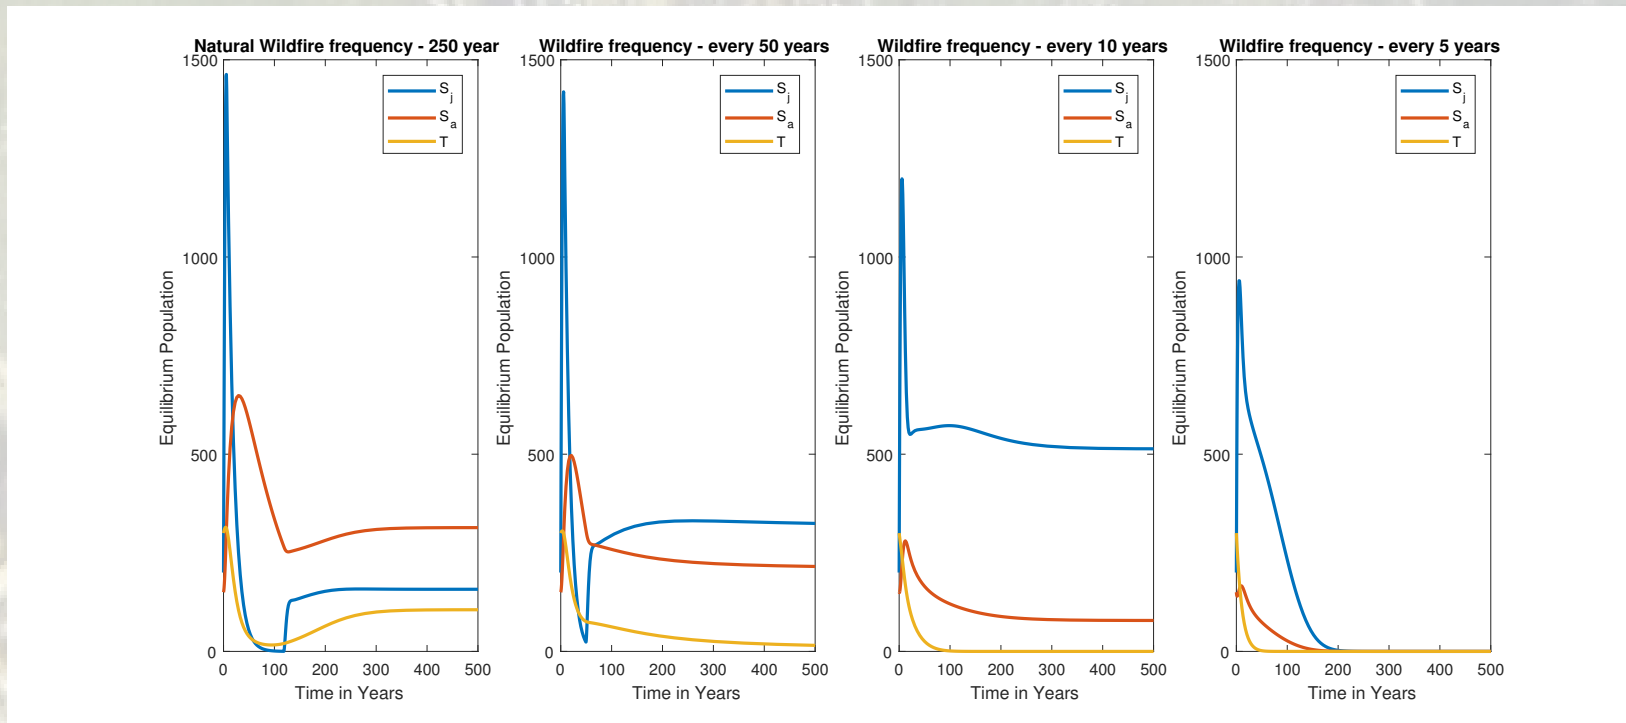 Natural Wildfire frequency - 250 year
1500
1000
500
0
Equilibrium Population
S_j
S_a
T
0 100 200 300 400 500
Time in Years
Wildfire frequency - every 50 years
1500
1000
500
0
Equilibrium Population
S_j
S_a
T
0 100 200 300 400 500
Time in Years
Wildfire frequency - every 10 years
1500
1000
500
0
Equilibrium Population
S_j
S_a
T
0 100 200 300 400 500
Time in Years
Wildfire frequency - every 5 years
1500
1000
500
0
Equilibrium Population
S_j
S_a
T
0 100 200 300 400 500
Time in Years